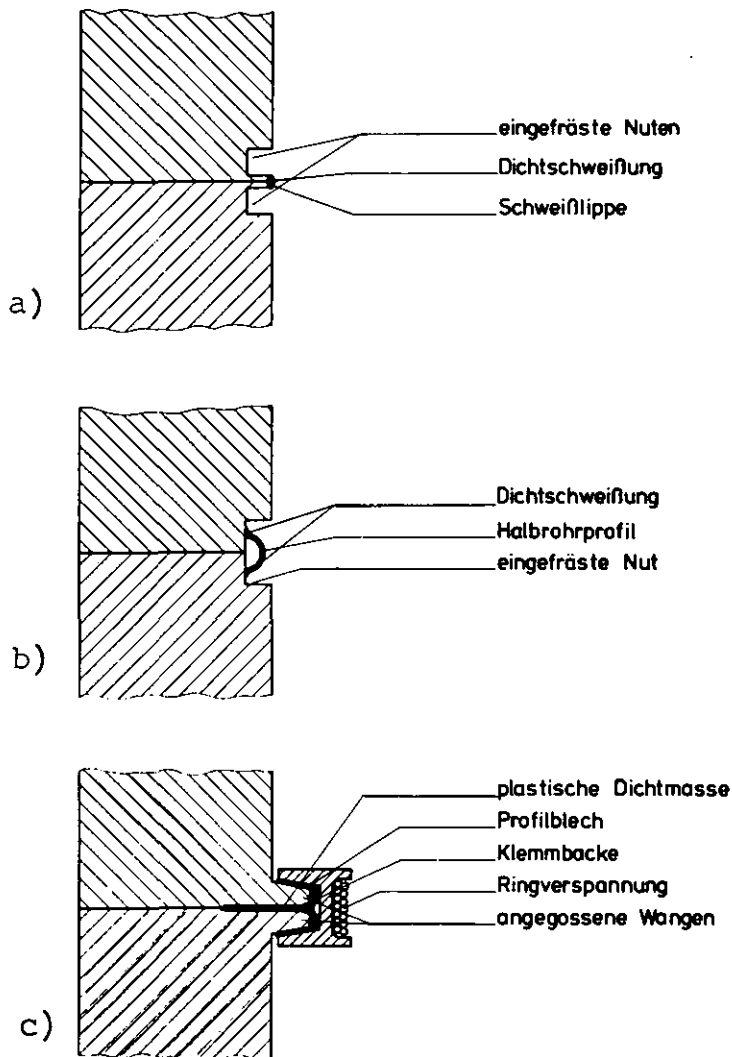 eingefräste Nuten
Dichtschweißung
Schweißlippe
a)
Dichtschweißung
Halbrohrprofil
eingefräste Nut
b)
plastische Dichtmasse
Profilblech
Klemmbacke
Ringverspannung
angegossene Wangen
c)